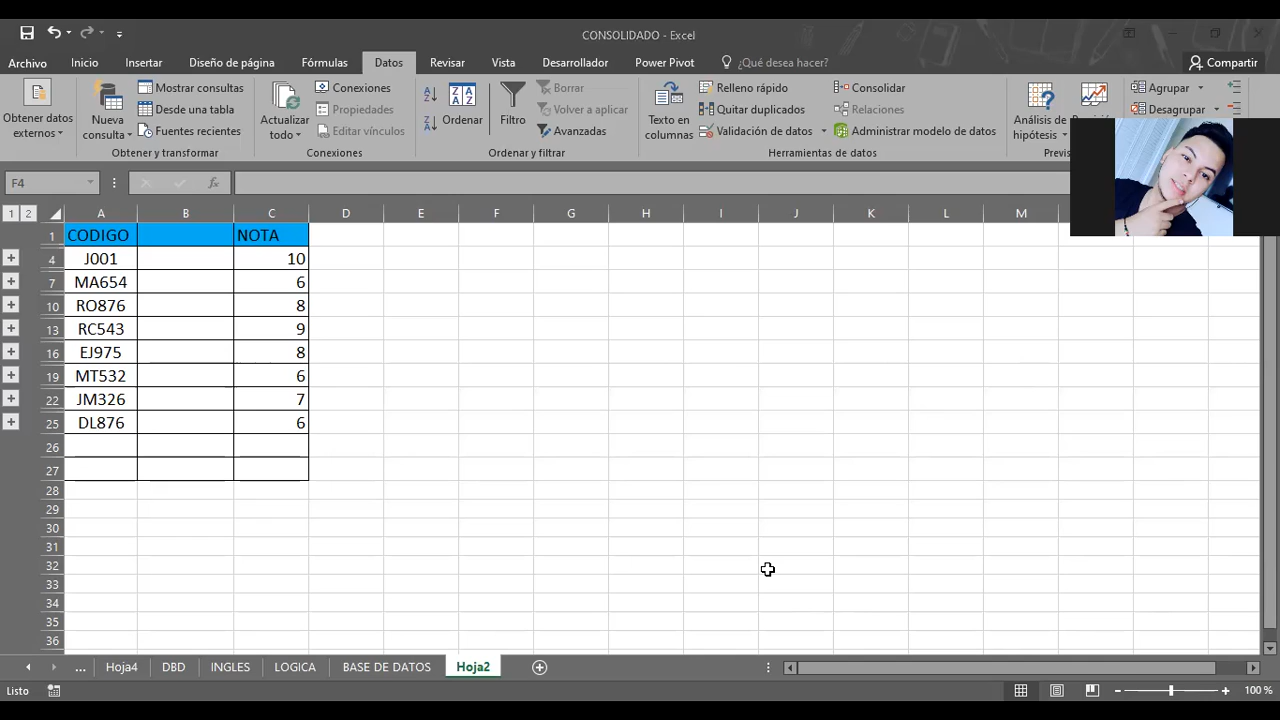 CONSOLIDADO - Excel
Archivo Inicio Insertar Diseño de página Fórmulas Datos Revisar Vista Desarrollador Power Pivot ¿Qué desea hacer? Compartir
Obtener datos externos
Nueva consulta
Mostrar consultas
Desde una tabla
Fuentes recientes
Obtener y transformar
Actualizar todo
Conexiones
Propiedades
Editar vínculos
Conexiones
Ordenar
Filtro
Borrar
Volver a aplicar
Avanzadas
Ordenar y filtrar
Texto en columnas
Relleno rápido
Quitar duplicados
Validación de datos
Consolidar
Relaciones
Administrar modelo de datos
Herramientas de datos
Análisis de hipótesis
Agrupar
Desagrupar
F4 fx
1 2 A B C D E F G H I J K L M
1 CODIGO NOTA
4 J001 10
7 MA654 6
10 RO876 8
13 RC543 9
16 EJ975 8
19 MT532 6
22 JM326 7
25 DL876 6
26
27
28
29
30
31
32
33
34
35
36
... Hoja4 DBD INGLES LOGICA BASE DE DATOS Hoja2
Listo 100 %